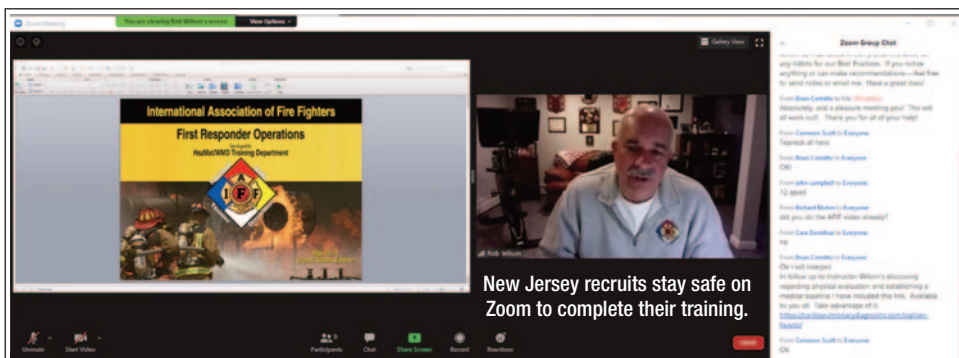 Zoom Meeting
You are viewing Rob Wilson's screen
View Options
Gallery View
International Association of Fire Fighters
First Responder Operations
HazMat/WMD Training Department
I A F F
Rob Wilson
New Jersey recruits stay safe on
Zoom to complete their training.
Unmute
Start Video
Participants
Chat
Share Screen
Record
Reactions
Zoom Group Chat
any tidbits for our Best Practices. If you notice
anything or can make recommendations—feel free
to send notes or email me. Have a great class!
From Brian Comitto to Me:
Absolutely, and a pleasure meeting you! This will
all work out! Thank you for all of your help!
From Cameron Scott to Everyone:
Teaneck all here
From Brian Comitto to Everyone:
OK!
From john campbell to Everyone:
12 good
From Richard Blohm to Everyone:
did you do the APIF video already?
From Cara Donohue to Everyone:
From Brian Comitto to Everyone:
Ok I will interject
In follow up to Instructor Wilson's discussing
regarding physical evaluation and establishing a
medical baseline I have included the link. Available
to you all. Take advantage of it.
From Cameron Scott to Everyone:
Ok